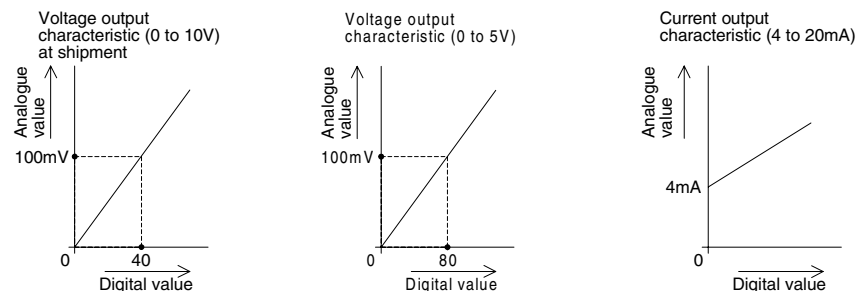 Voltage output
characteristic (0 to 10V)
at shipment
Analogue
value
100mV
0
40
Digital value
Voltage output
characteristic (0 to 5V)
Analogue
value
100mV
0
80
Digital value
Current output
characteristic (4 to 20mA)
Analogue
value
4mA
0
Digital value